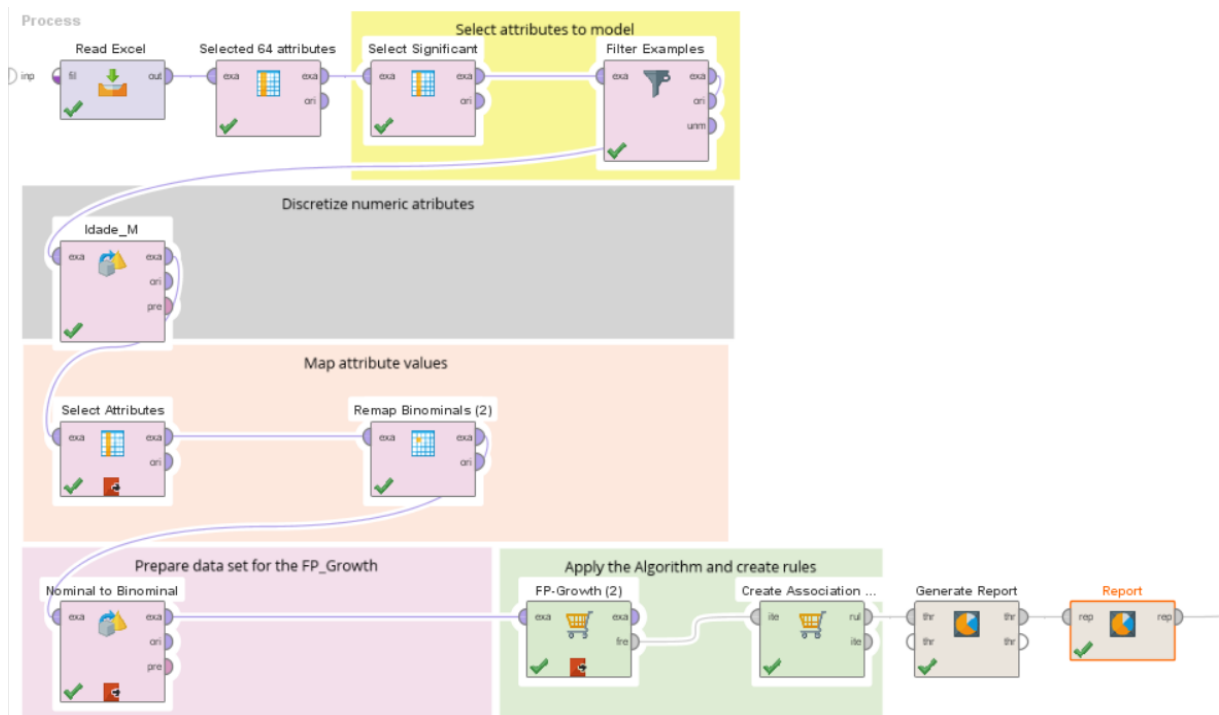 Process
Select attributes to model
Read Excel
Selected 64 attributes
Select Significant
Filter Examples
inp
fil
out
exa
exa
ori
exa
exa
ori
exa
exa
ori
unm
Discretize numeric atributes
Idade_M
exa
exa
ori
pre
Map attribute values
Select Attributes
Remap Binominals (2)
exa
exa
ori
exa
exa
ori
Prepare data set for the FP_Growth
Apply the Algorithm and create rules
Nominal to Binominal
FP-Growth (2)
Create Association ...
Generate Report
Report
exa
exa
ori
pre
exa
exa
fre
ite
rul
ite
thr
thr
thr
thr
rep
rep